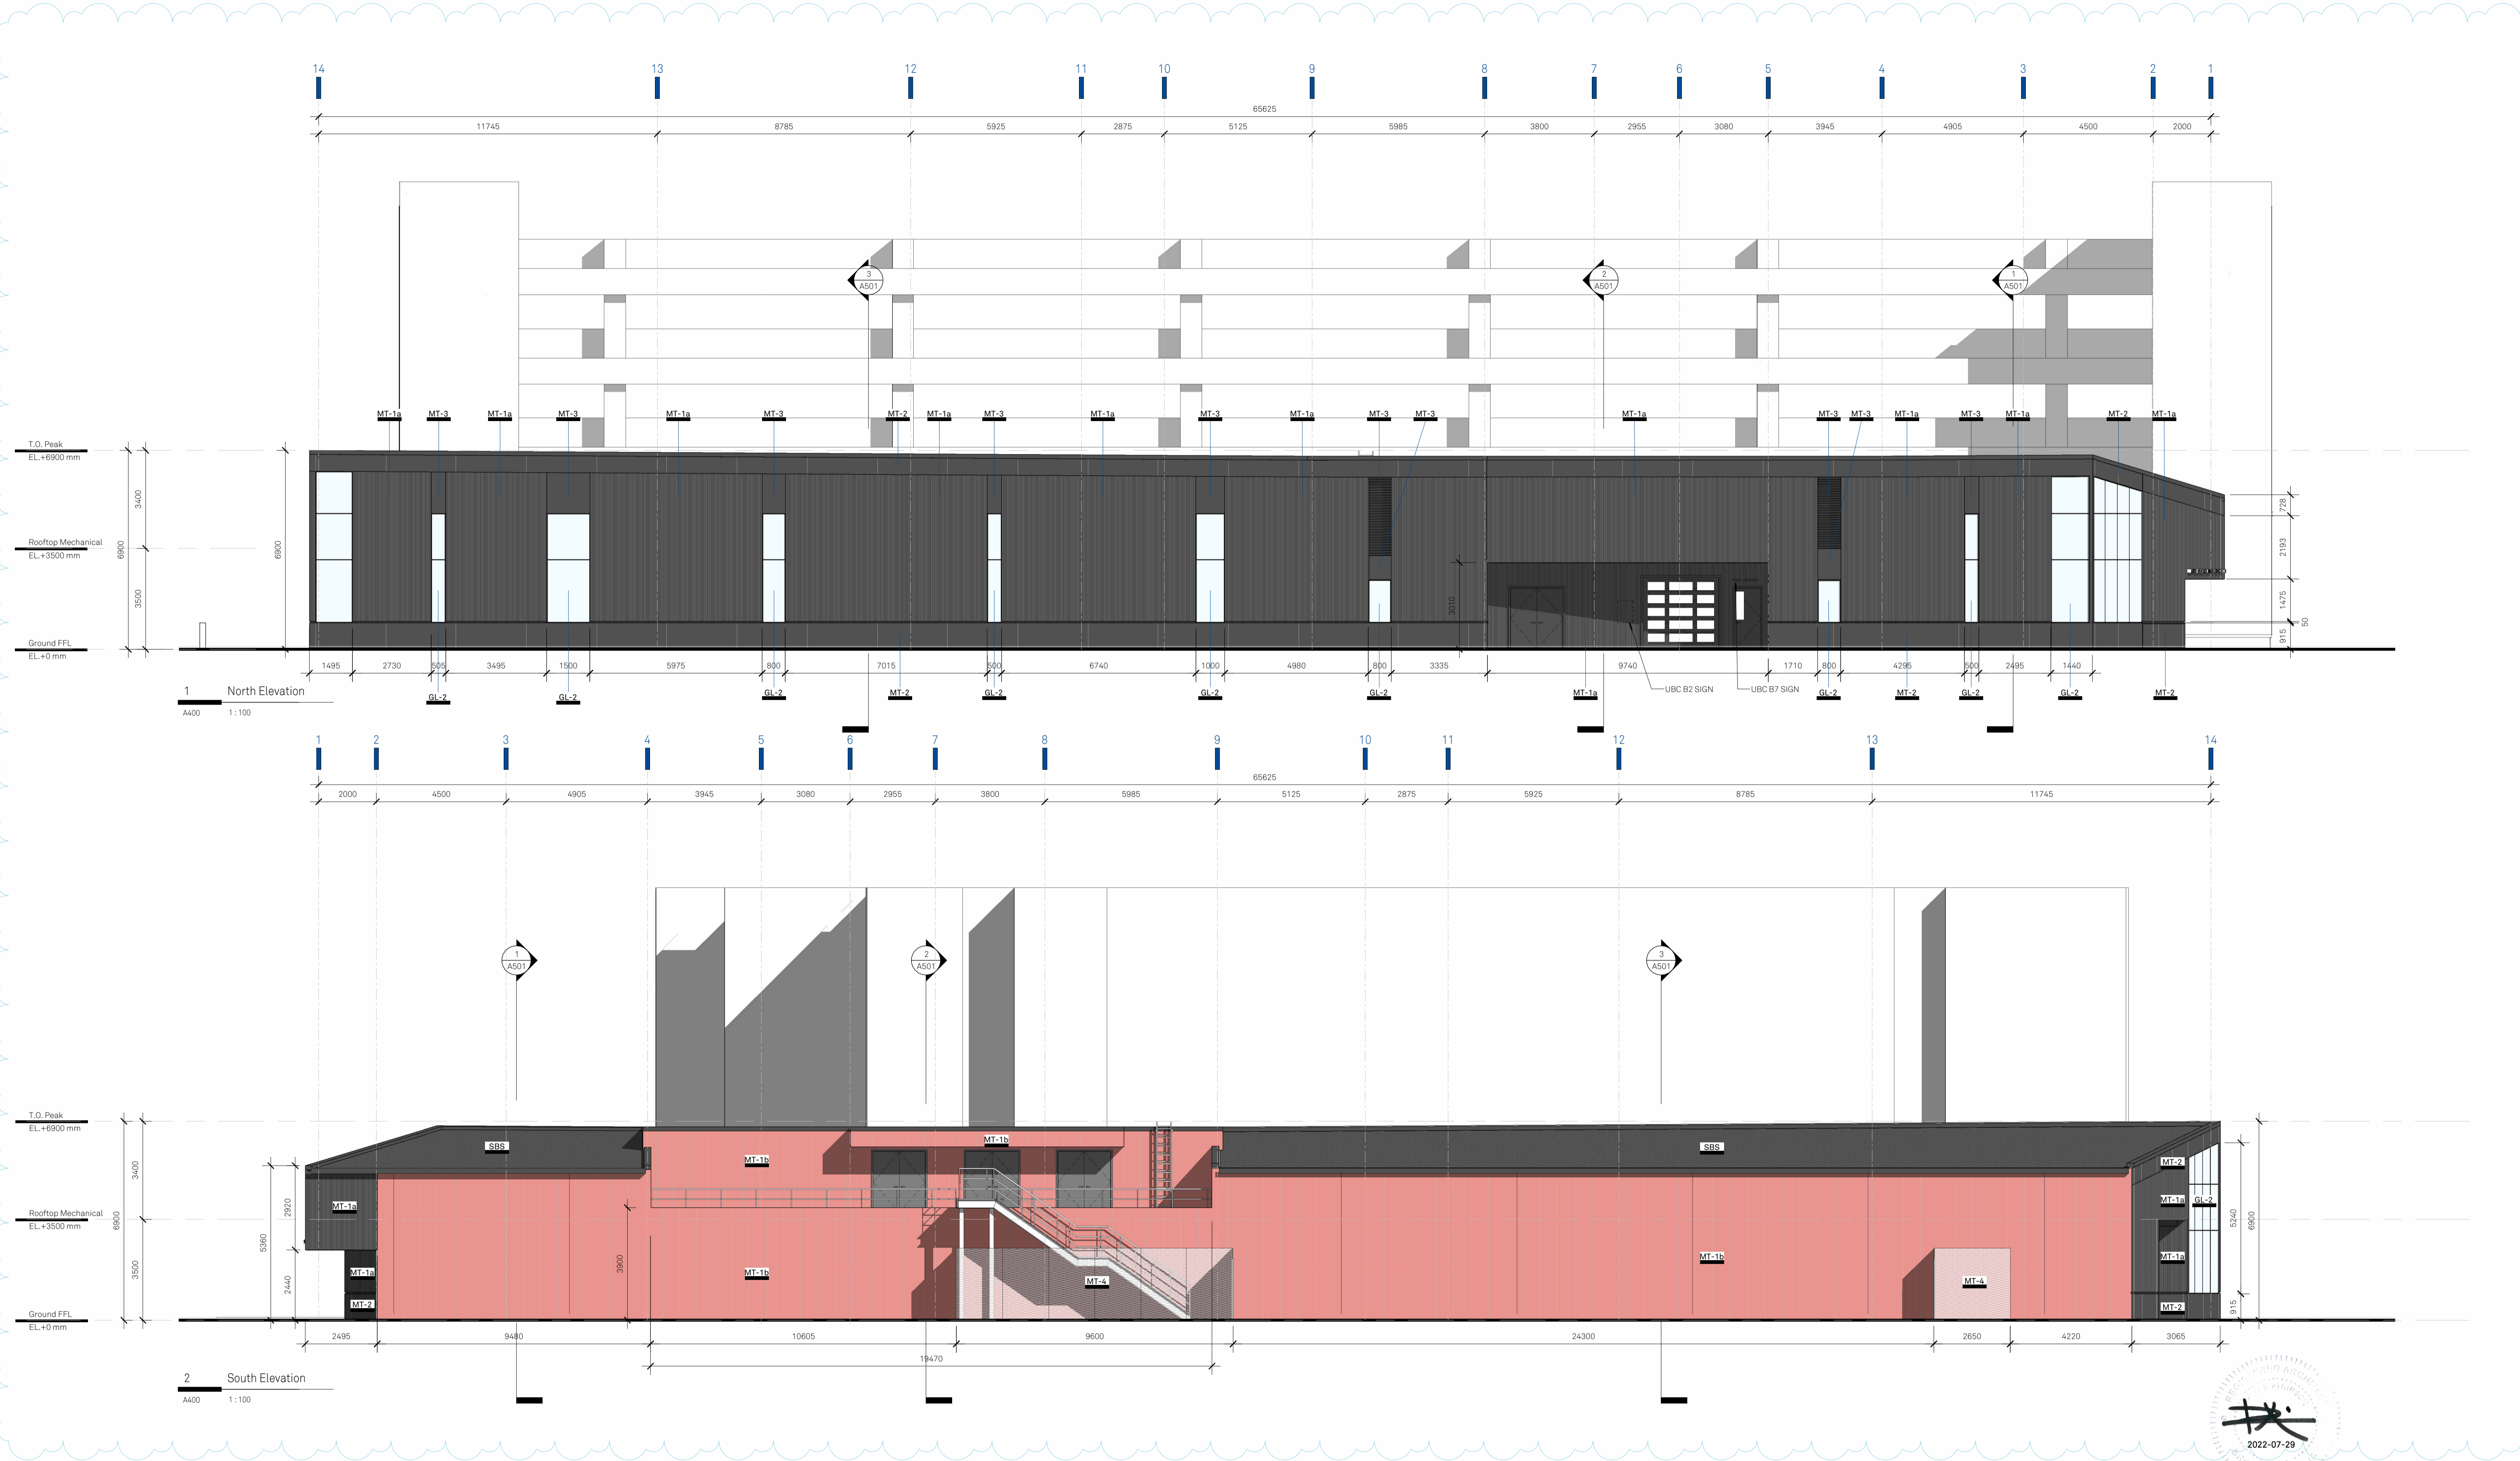 14 13 12 11 10 9 8 7 6 5 4 3 2 1
65625
11745 8785 5925 2875 5125 5985 3800 2955 3080 3945 4905 4500 2000
3 A501
2 A501
1 A501
MT-1a MT-3 MT-1a MT-3 MT-1a MT-3 MT-2 MT-1a MT-3 MT-1a MT-3 MT-1a MT-3 MT-3 MT-1a MT-3 MT-3 MT-1a MT-3 MT-1a MT-2 MT-1a
T.O. Peak
EL.+6900 mm
3400
728
Rooftop Mechanical
EL.+3500 mm
6900
6900
2193
3500
3010
1475
50
915
Ground FFL
EL.+0 mm
1495 2730 505 3495 1500 5975 800 7015 500 6740 1000 4980 800 3335 9740 1710 800 4295 500 2495 1440
GL-2 GL-2 GL-2 MT-2 GL-2 GL-2 GL-2 MT-1a UBC B2 SIGN UBC B7 SIGN GL-2 MT-2 GL-2 GL-2 MT-2
1 North Elevation
A400 1 : 100
1 2 3 4 5 6 7 8 9 10 11 12 13 14
65625
2000 4500 4905 3945 3080 2955 3800 5985 5125 2875 5925 8785 11745
1 A501
2 A501
3 A501
T.O. Peak
EL.+6900 mm
SBS
MT-1b
MT-1b
SBS
MT-2
3400
2920
MT-1a
MT-1a GL-2
Rooftop Mechanical
EL.+3500 mm
6900
5360
5240
6900
3900
3500
2440
MT-1a
MT-1b
MT-4
MT-1b
MT-4
MT-1a
MT-2
MT-2
915
Ground FFL
EL.+0 mm
2495 9480 10605 9600 24300 2650 4220 3065
19470
2 South Elevation
A400 1 : 100
2022-07-29